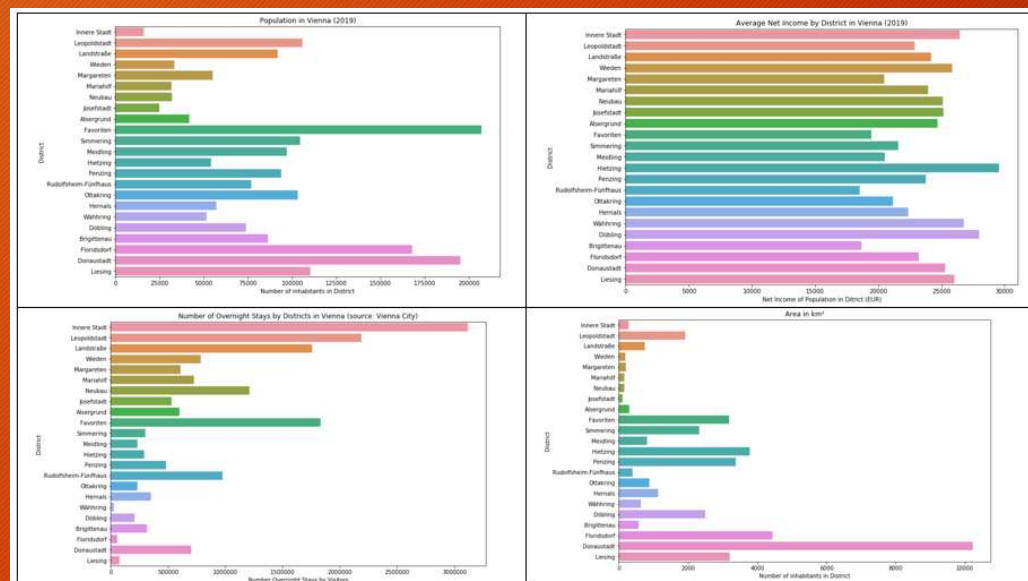 Population in Vienna (2019)
District
Innere Stadt
Leopoldstadt
Landstraße
Wieden
Margareten
Mariahilf
Neubau
Josefstadt
Alsergrund
Favoriten
Simmering
Meidling
Hietzing
Penzing
Rudolfsheim-Fünfhaus
Ottakring
Hernals
Währing
Döbling
Brigittenau
Floridsdorf
Donaustadt
Liesing
0 25000 50000 75000 100000 125000 150000 175000 200000
Number of inhabitants in District
Average Net Income by District in Vienna (2019)
District
Innere Stadt
Leopoldstadt
Landstraße
Wieden
Margareten
Mariahilf
Neubau
Josefstadt
Alsergrund
Favoriten
Simmering
Meidling
Hietzing
Penzing
Rudolfsheim-Fünfhaus
Ottakring
Hernals
Währing
Döbling
Brigittenau
Floridsdorf
Donaustadt
Liesing
0 5000 10000 15000 20000 25000 30000
Net Income of Population in Ditrict (EUR)
Number of Overnight Stays by Districts in Vienna (source: Vienna City)
District
Innere Stadt
Leopoldstadt
Landstraße
Wieden
Margareten
Mariahilf
Neubau
Josefstadt
Alsergrund
Favoriten
Simmering
Meidling
Hietzing
Penzing
Rudolfsheim-Fünfhaus
Ottakring
Hernals
Währing
Döbling
Brigittenau
Floridsdorf
Donaustadt
Liesing
0 500000 1000000 1500000 2000000 2500000 3000000
Number Overnight Stays by Visitors
Area in km²
District
Innere Stadt
Leopoldstadt
Landstraße
Wieden
Margareten
Mariahilf
Neubau
Josefstadt
Alsergrund
Favoriten
Simmering
Meidling
Hietzing
Penzing
Rudolfsheim-Fünfhaus
Ottakring
Hernals
Währing
Döbling
Brigittenau
Floridsdorf
Donaustadt
Liesing
0 2000 4000 6000 8000 10000
Number of inhabitants in District